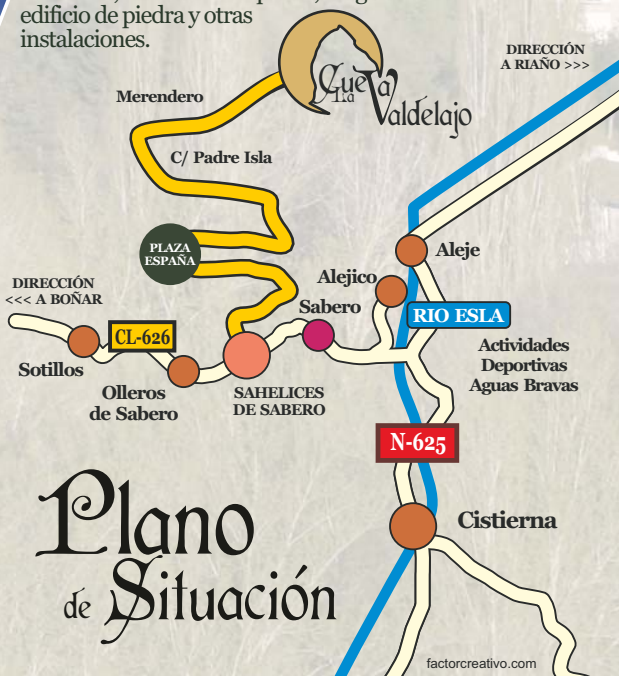 edificio de piedra y otras
instalaciones.
DIRECCIÓN
A RIAÑO >>>
La Cueva
Valdelajo
Merendero
C/ Padre Isla
PLAZA
ESPAÑA
Aleje
Alejico
DIRECCIÓN
<<< A BOÑAR
Sabero
RIO ESLA
CL-626
Actividades
Deportivas
Aguas Bravas
Sotillos
Olleros
de Sabero
SAHELICES
DE SABERO
N-625
Plano
de Situación
Cistierna
factorcreativo.com